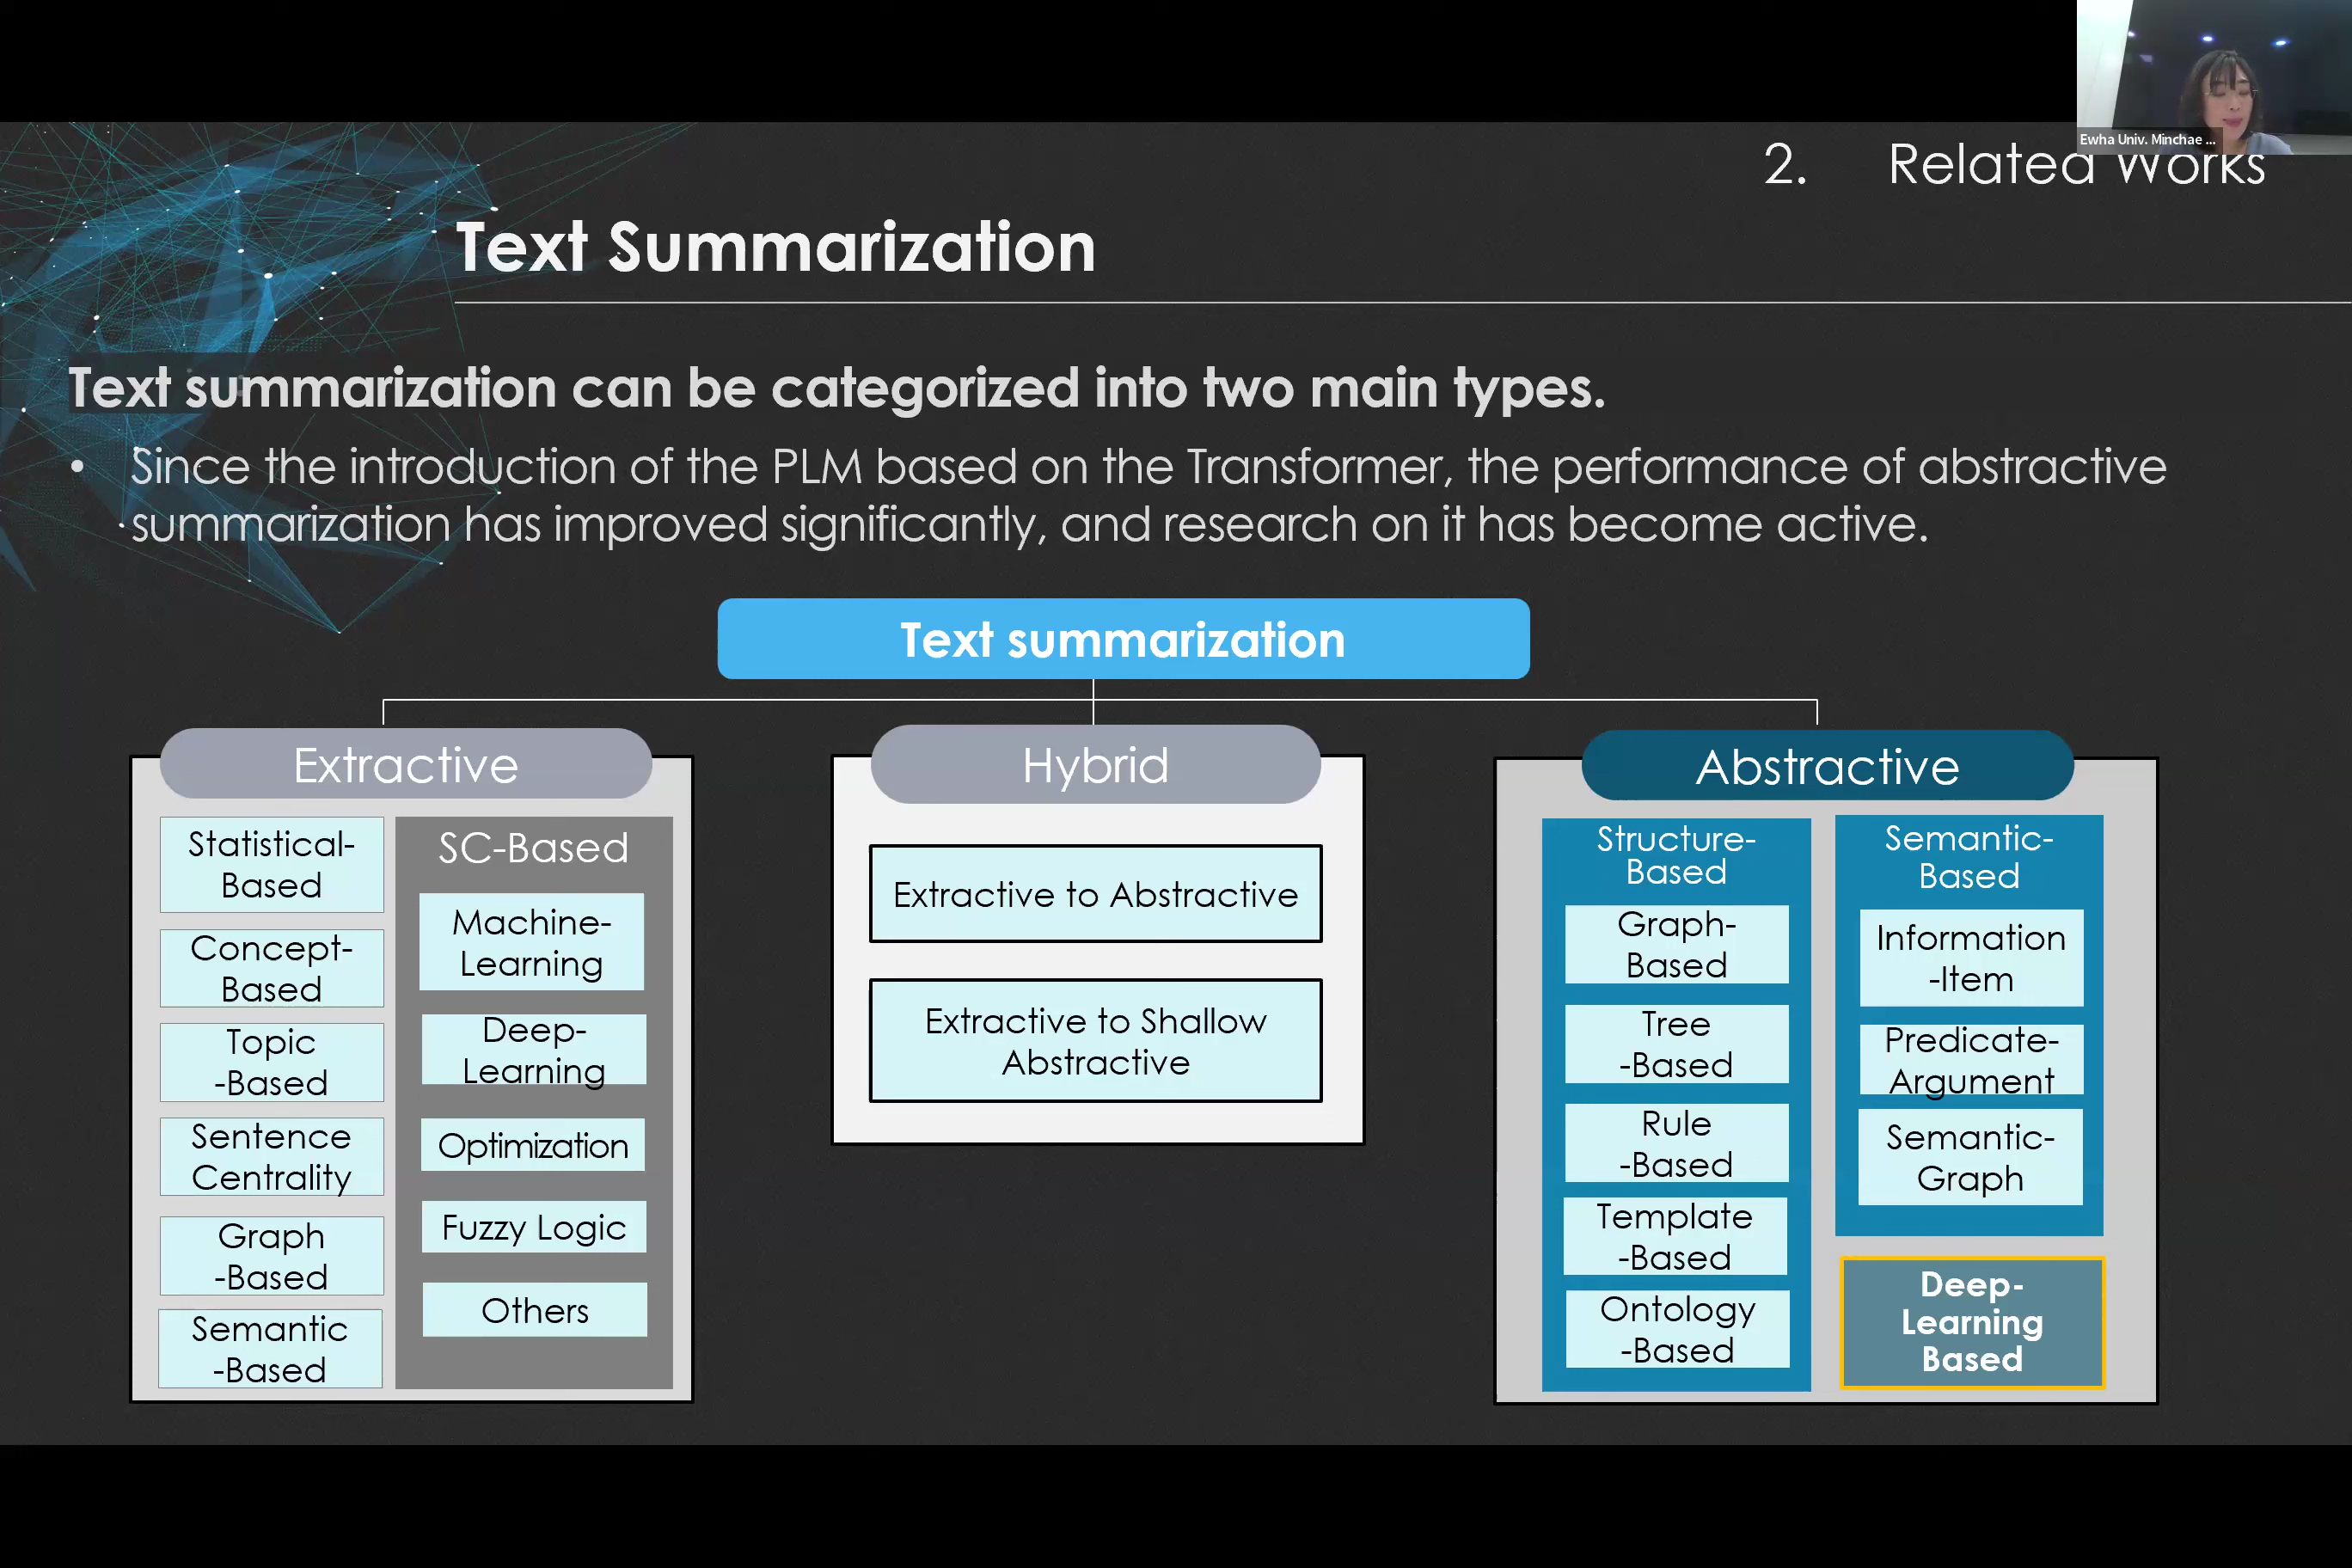 Ewha Univ. Minchae ...
2. Related Works
Text Summarization
Text summarization can be categorized into two main types.
• Since the introduction of the PLM based on the Transformer, the performance of abstractive
summarization has improved significantly, and research on it has become active.
Text summarization
Extractive
Statistical-
Based
Concept-
Based
Topic
-Based
Sentence
Centrality
Graph
-Based
Semantic
-Based
SC-Based
Machine-
Learning
Deep-
Learning
Optimization
Fuzzy Logic
Others
Hybrid
Extractive to Abstractive
Extractive to Shallow
Abstractive
Abstractive
Structure-
Based
Graph-
Based
Tree
-Based
Rule
-Based
Template
-Based
Ontology
-Based
Semantic-
Based
Information
-Item
Predicate-
Argument
Semantic-
Graph
Deep-
Learning
Based